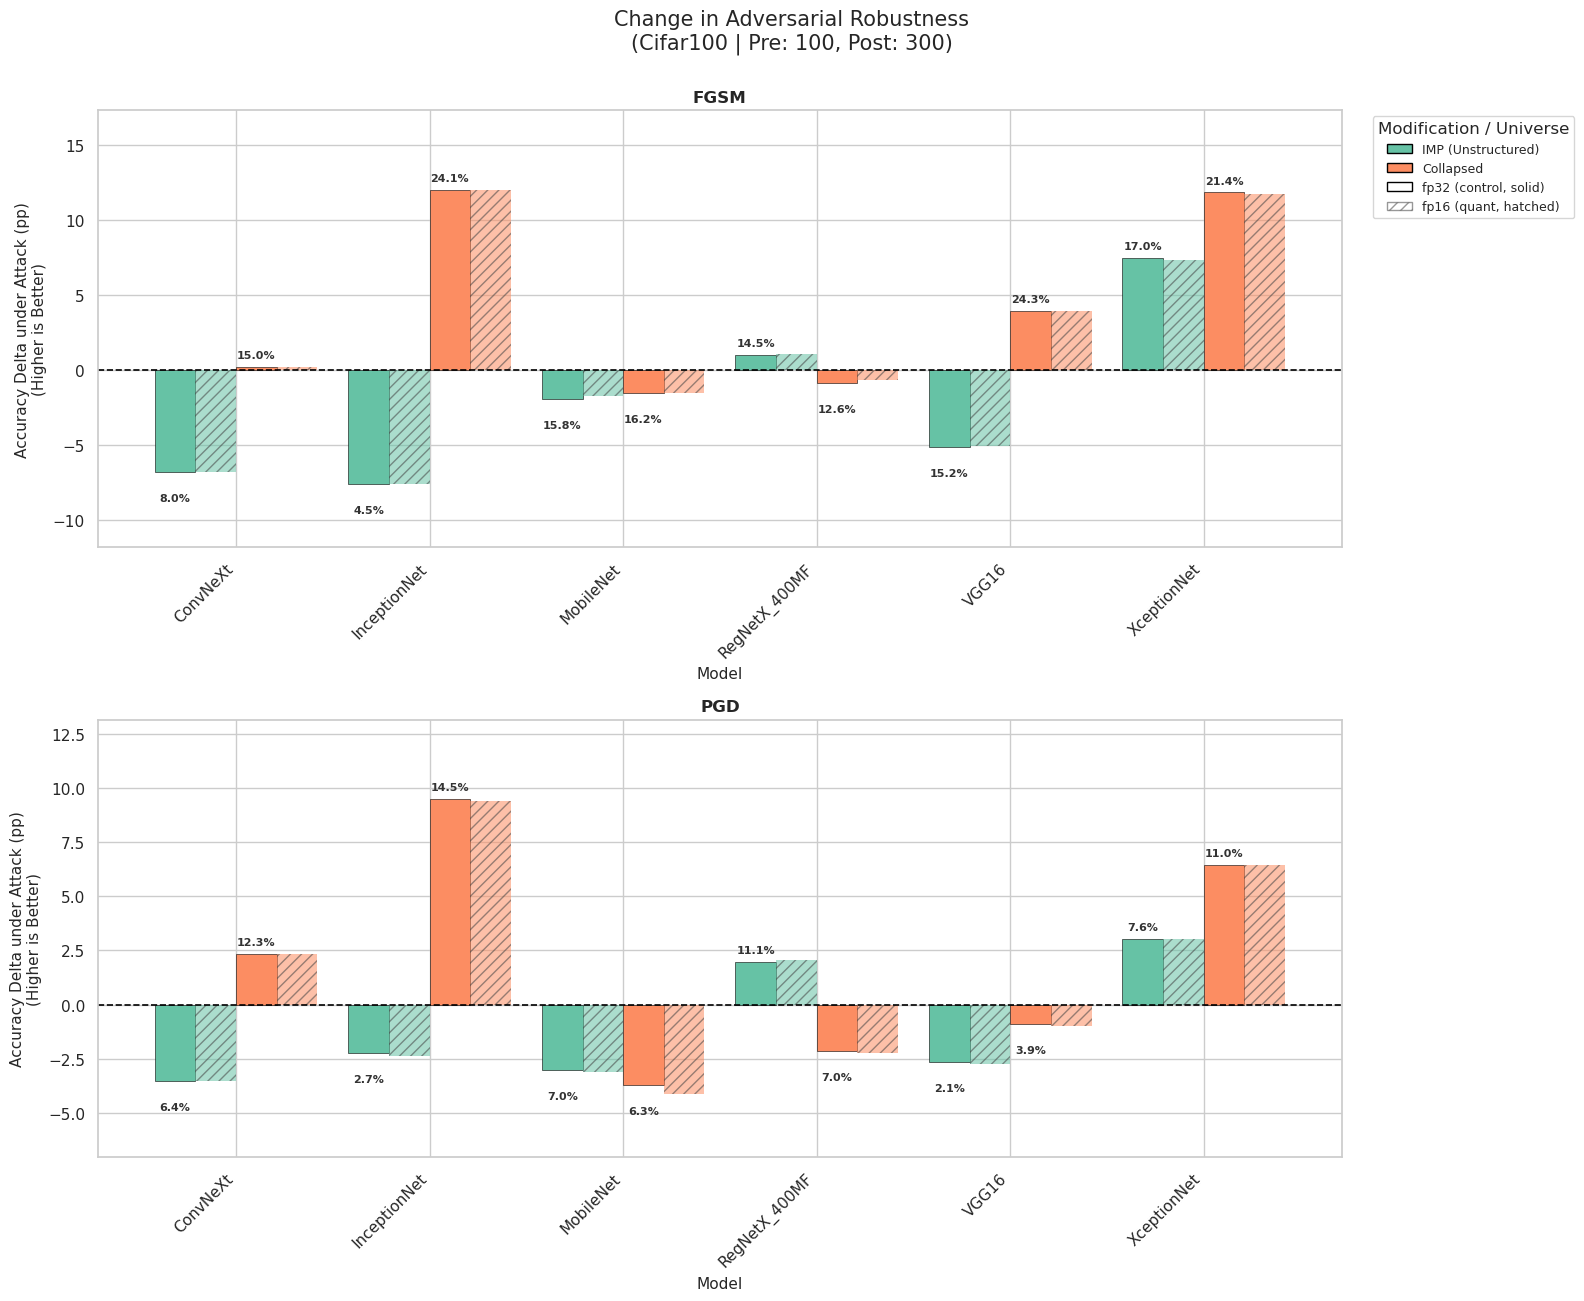 Change in Adversarial Robustness
(Cifar100 | Pre: 100, Post: 300)
FGSM
Accuracy Delta under Attack (pp)
(Higher is Better)
15
10
5
0
−5
−10
8.0%
15.0%
4.5%
24.1%
15.8%
16.2%
14.5%
12.6%
15.2%
24.3%
17.0%
21.4%
ConvNeXt
InceptionNet
MobileNet
RegNetX_400MF
VGG16
XceptionNet
Model
Modification / Universe
IMP (Unstructured)
Collapsed
fp32 (control, solid)
fp16 (quant, hatched)
PGD
Accuracy Delta under Attack (pp)
(Higher is Better)
12.5
10.0
7.5
5.0
2.5
0.0
−2.5
−5.0
6.4%
12.3%
2.7%
14.5%
7.0%
6.3%
11.1%
7.0%
2.1%
3.9%
7.6%
11.0%
ConvNeXt
InceptionNet
MobileNet
RegNetX_400MF
VGG16
XceptionNet
Model